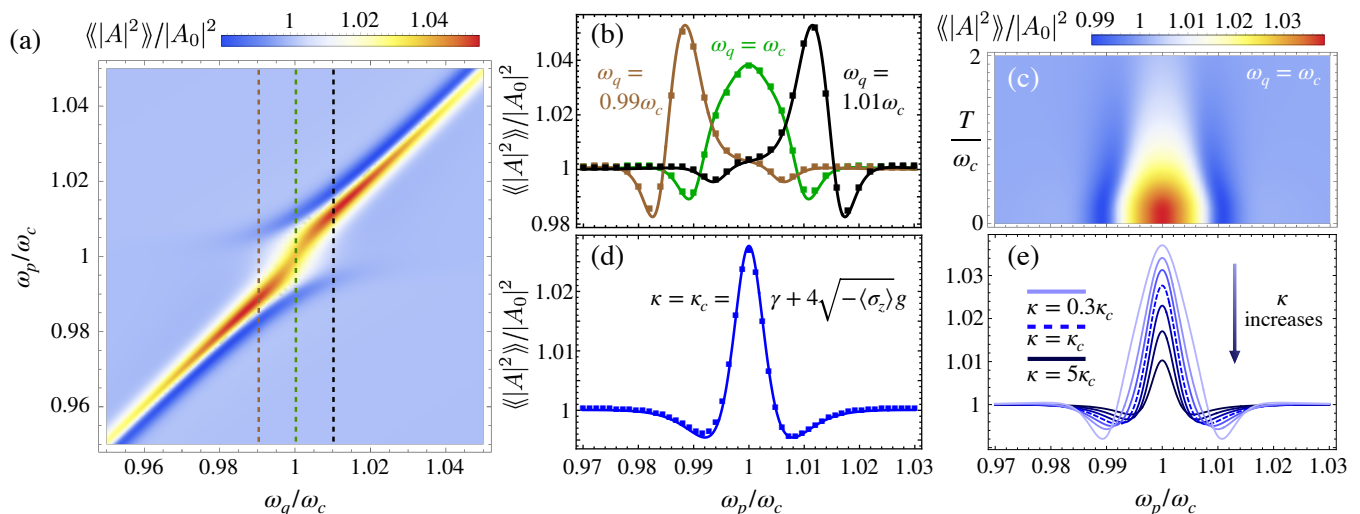 (a)
⟪|A|²⟫/|A₀|²
1
1.02
1.04
ω_p/ω_c
1.04
1.02
1
0.98
0.96
0.96
0.98
1
1.02
1.04
ω_q/ω_c
(b)
⟪|A|²⟫/|A₀|²
1.04
1
0.98
ω_q =
0.99ω_c
ω_q = ω_c
ω_q =
1.01ω_c
(d)
⟪|A|²⟫/|A₀|²
1.02
1.01
1
κ = κ_c = γ + 4√−⟨σ_z⟩g
0.97
0.98
0.99
1
1.01
1.02
1.03
ω_p/ω_c
⟪|A|²⟫/|A₀|²
0.99
1
1.01
1.02
1.03
(c)
ω_q = ω_c
2
T
ω_c
0
(e)
1.03
1.02
1.01
1
κ = 0.3κ_c
κ = κ_c
κ = 5κ_c
κ
increases
0.97
0.98
0.99
1
1.01
1.02
1.03
ω_p/ω_c